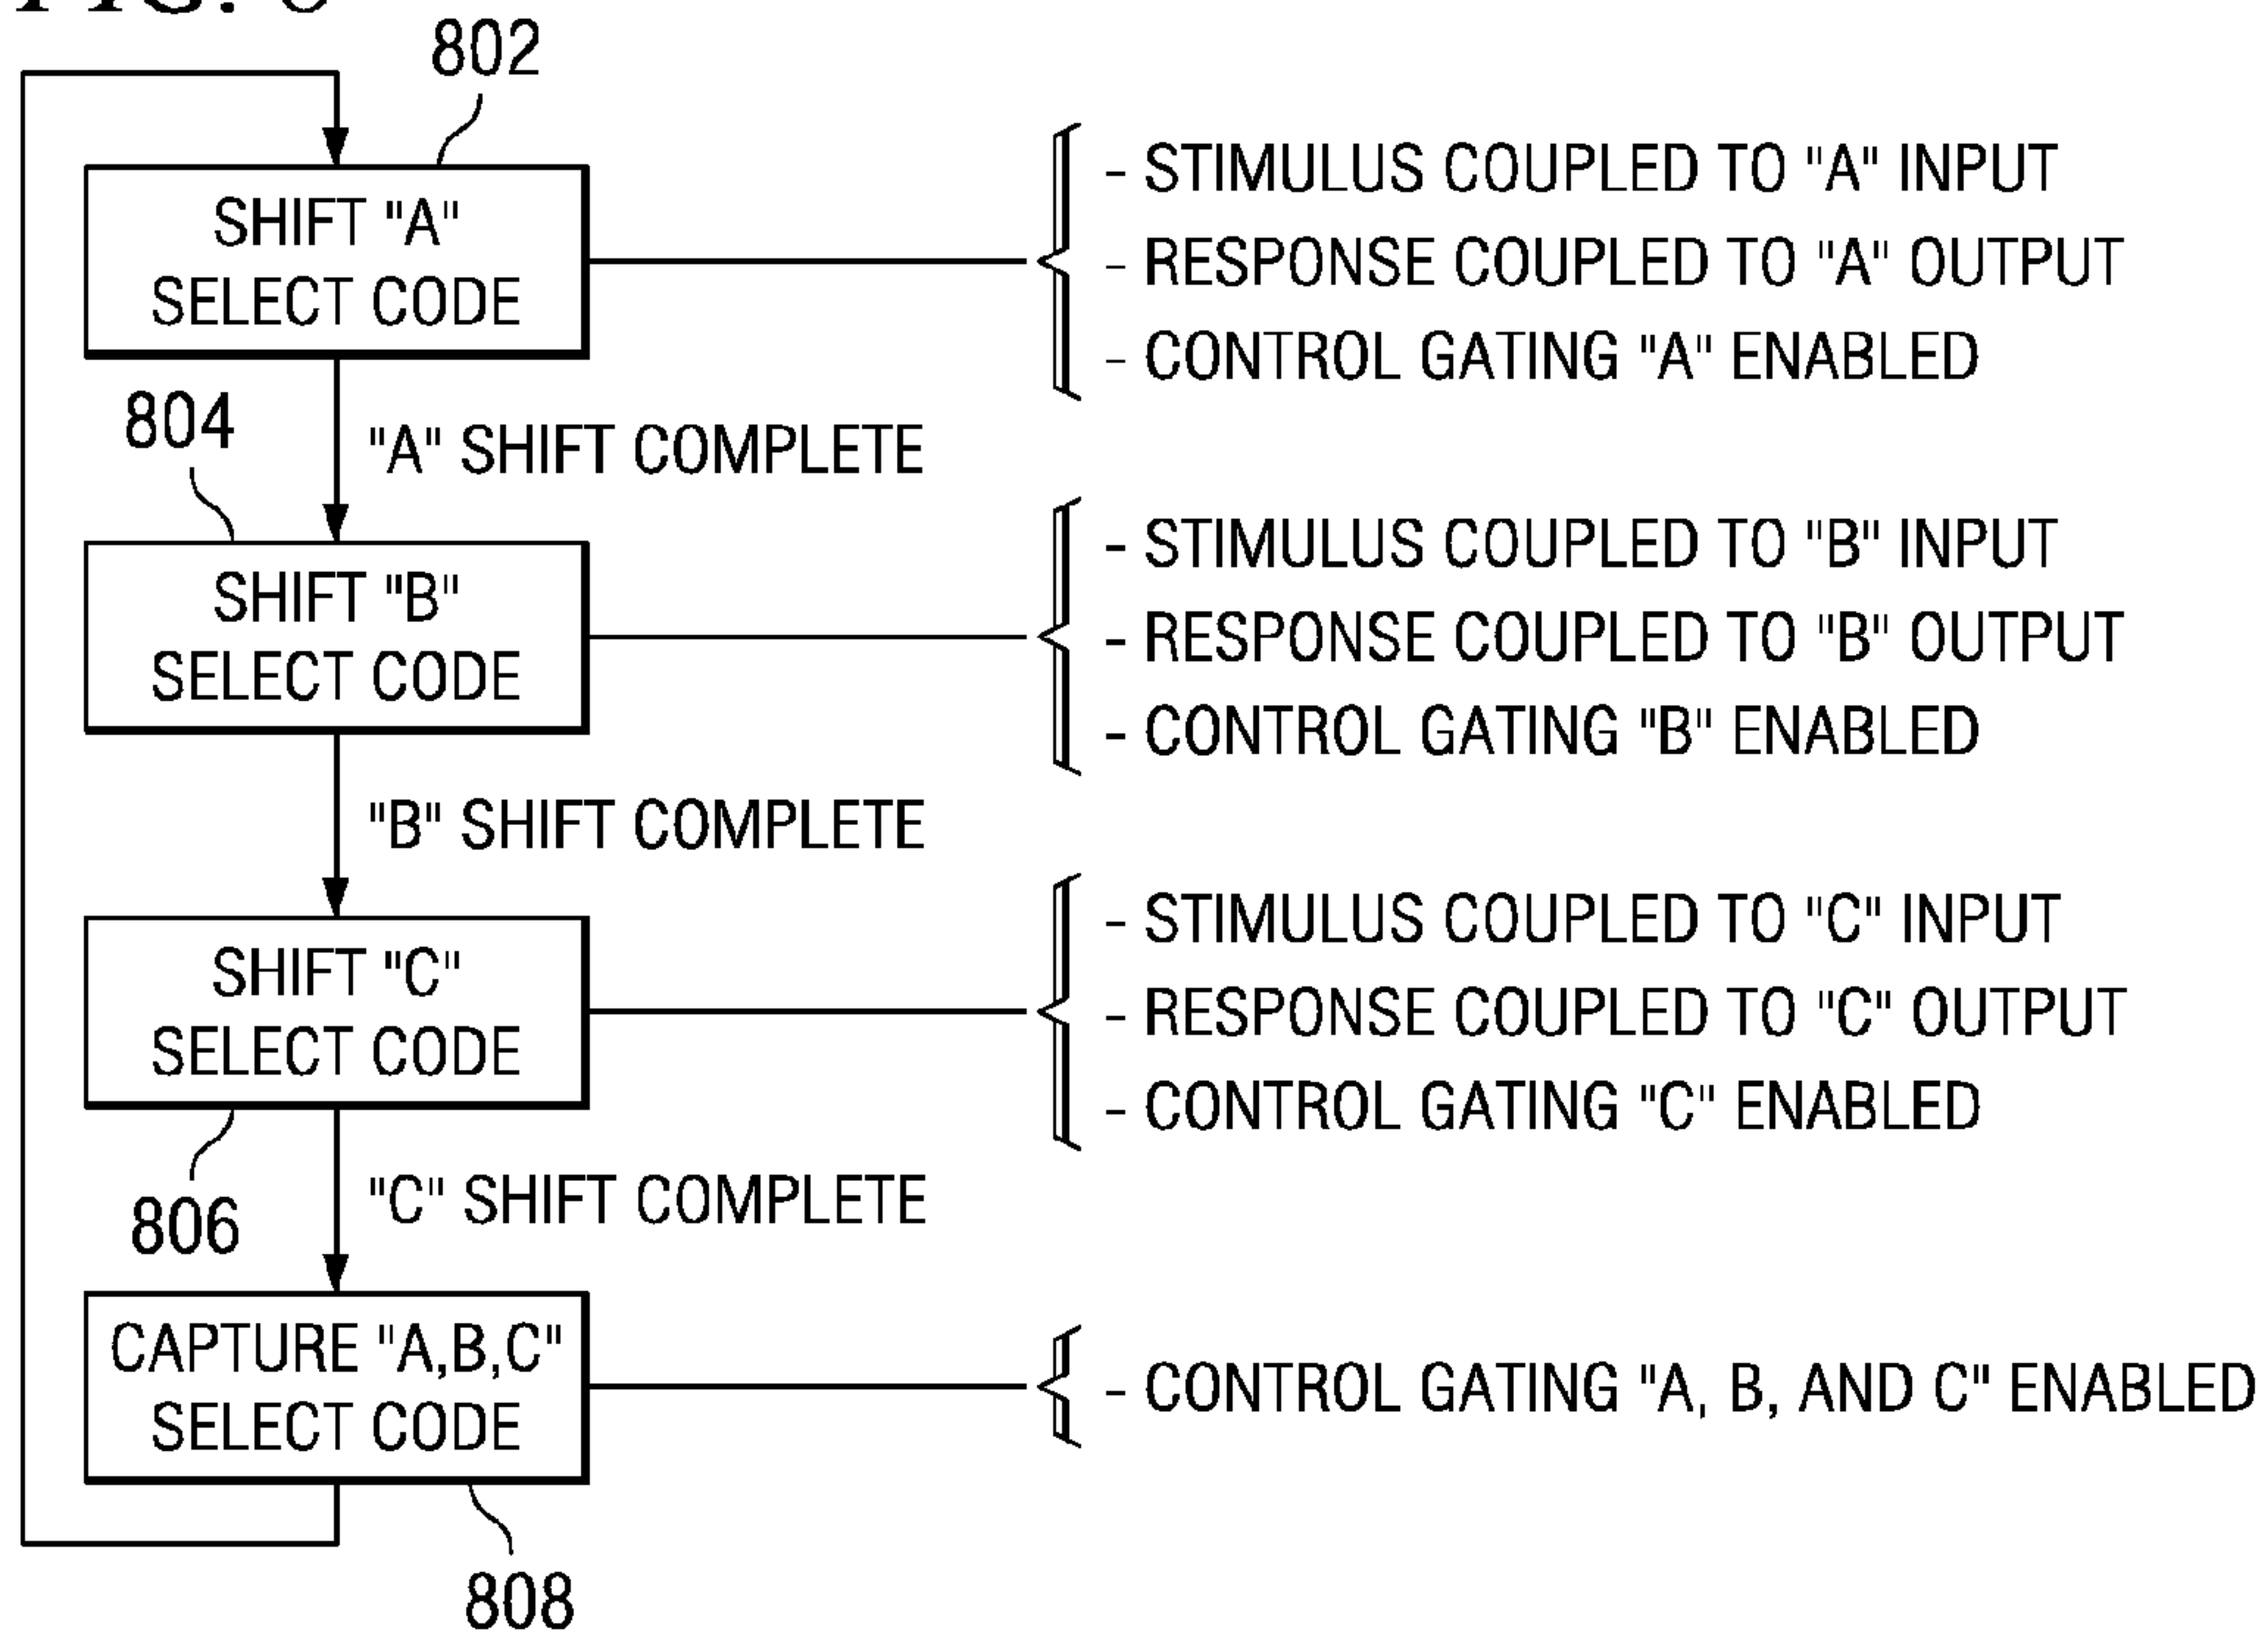 802
SHIFT "A"
SELECT CODE
- STIMULUS COUPLED TO "A" INPUT
- RESPONSE COUPLED TO "A" OUTPUT
- CONTROL GATING "A" ENABLED
804
"A" SHIFT COMPLETE
SHIFT "B"
SELECT CODE
- STIMULUS COUPLED TO "B" INPUT
- RESPONSE COUPLED TO "B" OUTPUT
- CONTROL GATING "B" ENABLED
"B" SHIFT COMPLETE
SHIFT "C"
SELECT CODE
- STIMULUS COUPLED TO "C" INPUT
- RESPONSE COUPLED TO "C" OUTPUT
- CONTROL GATING "C" ENABLED
806
"C" SHIFT COMPLETE
CAPTURE "A,B,C"
SELECT CODE
- CONTROL GATING "A, B, AND C" ENABLED
808